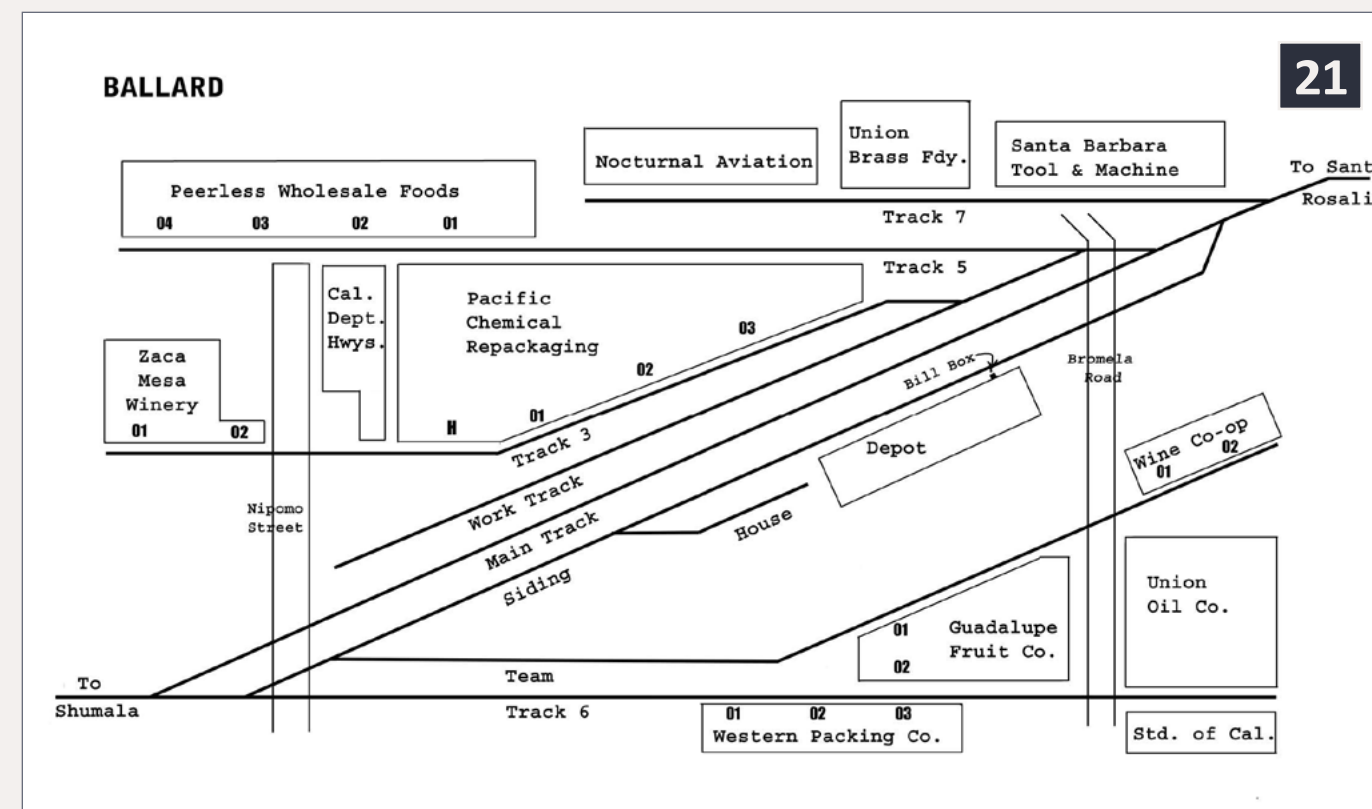 21
BALLARD
Union
Brass Fdy.
Nocturnal Aviation
Santa Barbara
Tool & Machine
To Sant
Rosali
Peerless Wholesale Foods
04 03 02 01
Track 7
Track 5
Cal.
Dept.
Hwys.
Pacific
Chemical
Repackaging
03
02
01
H
Zaca
Mesa
Winery
01 02
Track 3
Bill Box
Bromela
Road
Depot
Wine Co-op
01 02
Work Track
Nipomo
Street
Main Track
House
Siding
Union
Oil Co.
01
Guadalupe
Fruit Co.
02
Team
To
Shumala
Track 6
01 02 03
Western Packing Co.
Std. of Cal.